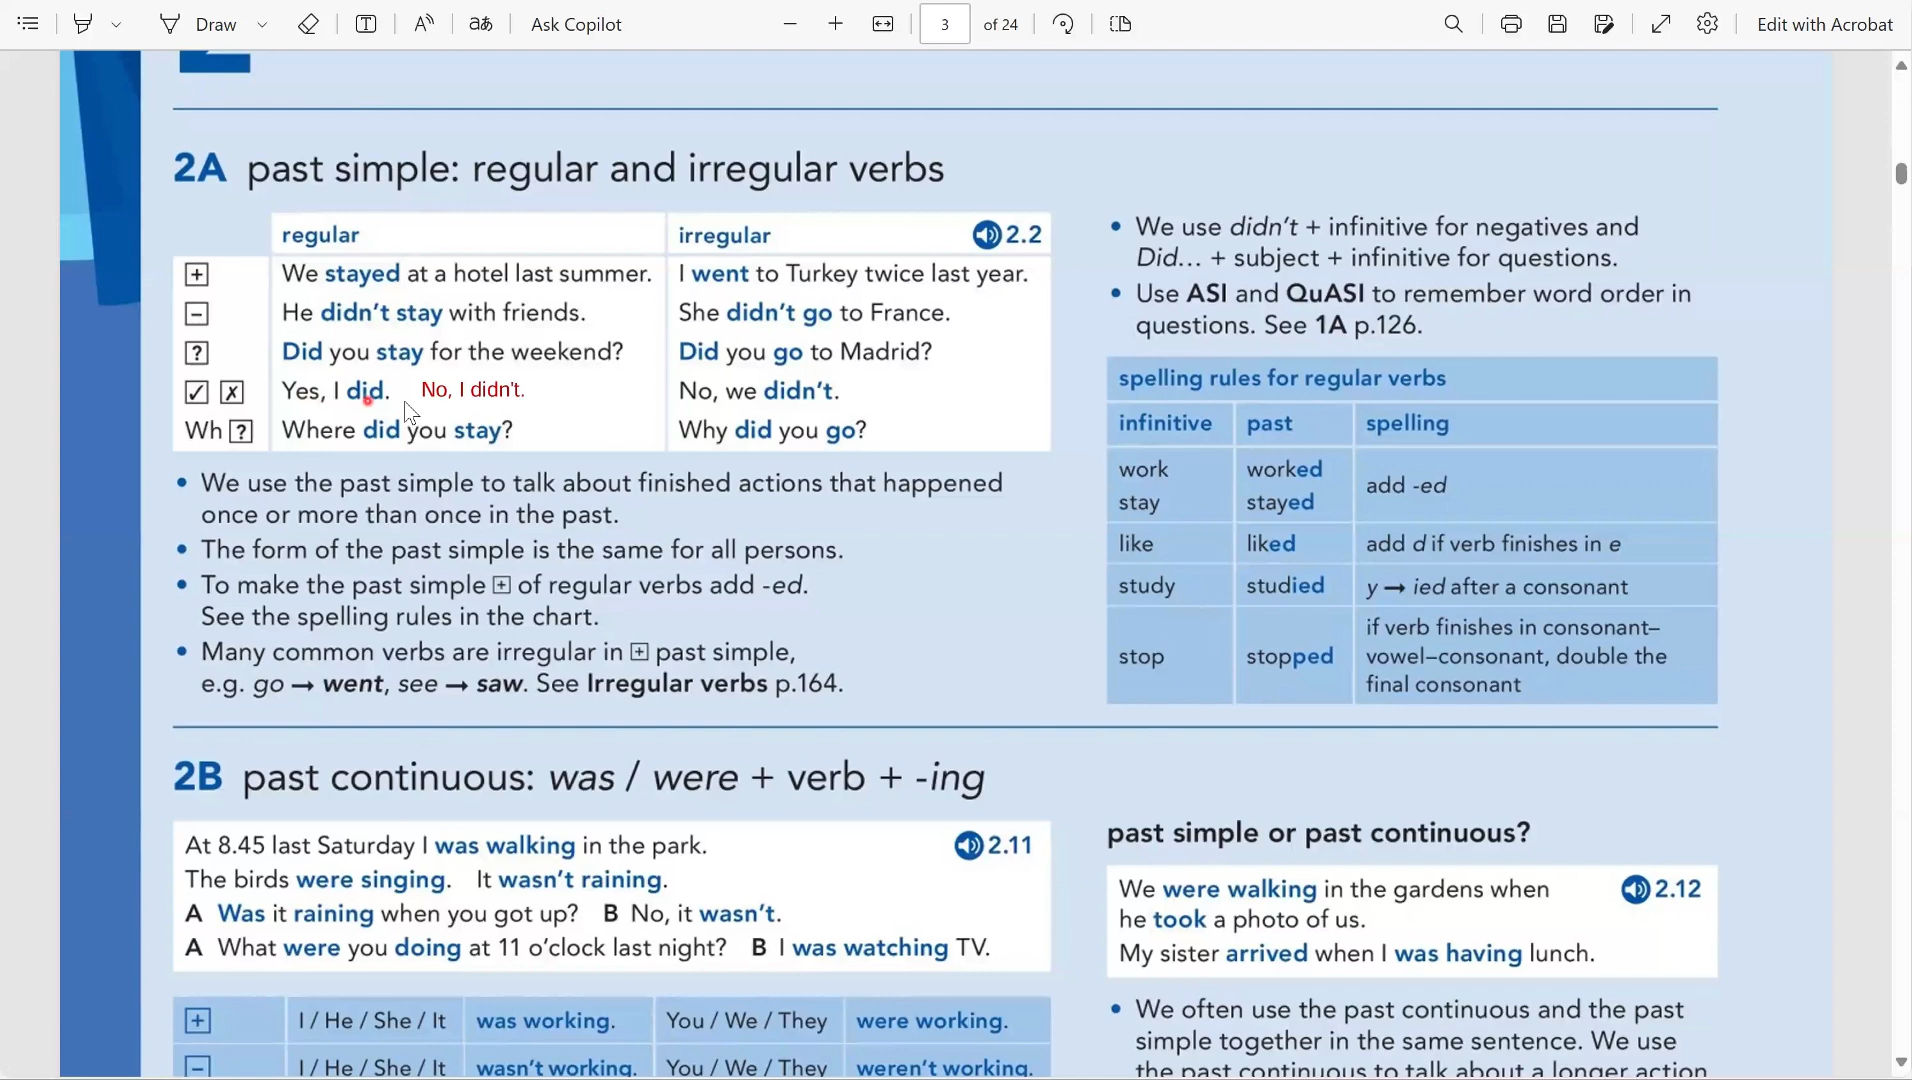 Draw
Ask Copilot
3 of 24
Edit with Acrobat
2A past simple: regular and irregular verbs
regular irregular 2.2
+ We stayed at a hotel last summer. I went to Turkey twice last year.
− He didn't stay with friends. She didn't go to France.
? Did you stay for the weekend? Did you go to Madrid?
✓ ✗ Yes, I did. No, I didn't. No, we didn't.
Wh ? Where did you stay? Why did you go?
• We use the past simple to talk about finished actions that happened
once or more than once in the past.
• The form of the past simple is the same for all persons.
• To make the past simple + of regular verbs add -ed.
See the spelling rules in the chart.
• Many common verbs are irregular in + past simple,
e.g. go → went, see → saw. See Irregular verbs p.164.
• We use didn't + infinitive for negatives and
Did… + subject + infinitive for questions.
• Use ASI and QuASI to remember word order in
questions. See 1A p.126.
spelling rules for regular verbs
infinitive past spelling
work worked
stay stayed
add -ed
like liked add d if verb finishes in e
study studied y → ied after a consonant
stop stopped
if verb finishes in consonant–
vowel–consonant, double the
final consonant
2B past continuous: was / were + verb + -ing
At 8.45 last Saturday I was walking in the park. 2.11
The birds were singing. It wasn't raining.
A Was it raining when you got up? B No, it wasn't.
A What were you doing at 11 o'clock last night? B I was watching TV.
+ I / He / She / It was working. You / We / They were working.
− I / He / She / It wasn't working. You / We / They weren't working.
past simple or past continuous?
We were walking in the gardens when 2.12
he took a photo of us.
My sister arrived when I was having lunch.
• We often use the past continuous and the past
simple together in the same sentence. We use
the past continuous to talk about a longer action